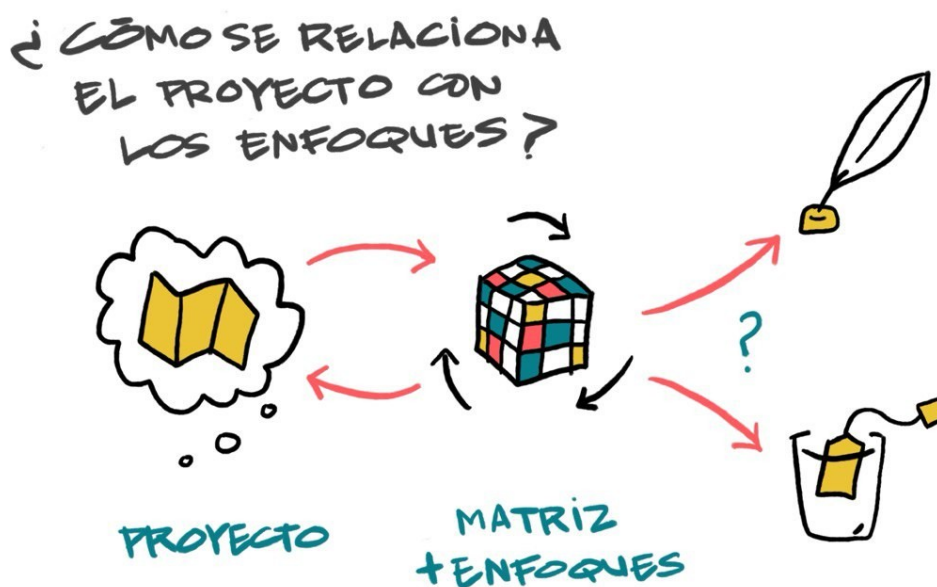 ¿CÓMO SE RELACIONA
EL PROYECTO CON
LOS ENFOQUES?
?
PROYECTO
MATRIZ
+ENFOQUES